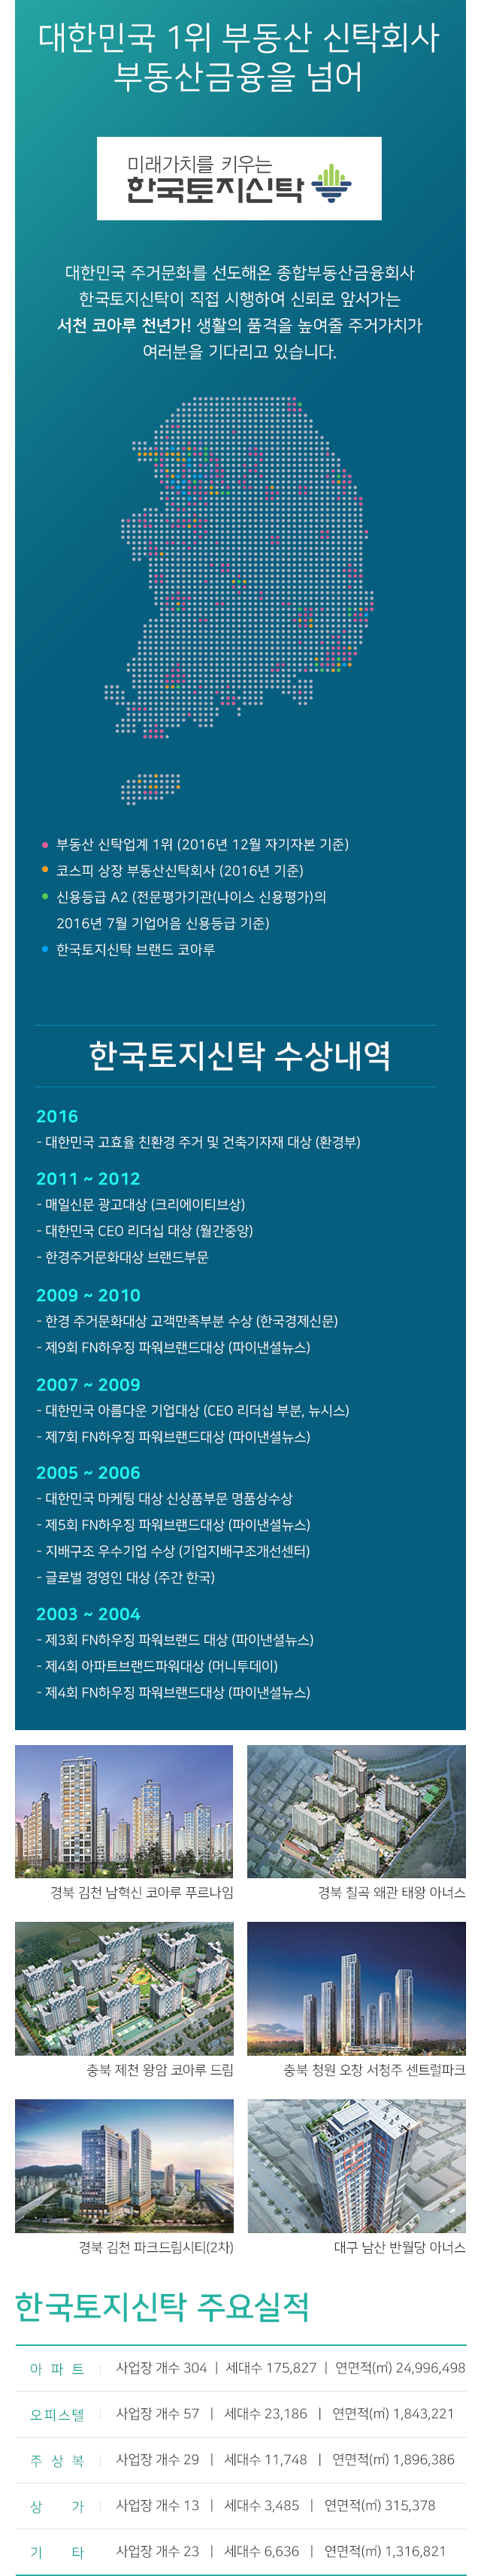 대한민국 1위 부동산 신탁회사
부동산금융을 넘어
미래가치를 키우는
한국토지신탁
대한민국 주거문화를 선도해온 종합부동산금융회사
한국토지신탁이 직접 시행하여 신뢰로 앞서가는
서천 코아루 천년가! 생활의 품격을 높여줄 주거가치가
여러분을 기다리고 있습니다.
부동산 신탁업계 1위 (2016년 12월 자기자본 기준)
코스피 상장 부동산신탁회사 (2016년 기준)
신용등급 A2 (전문평가기관(나이스 신용평가)의
2016년 7월 기업어음 신용등급 기준)
한국토지신탁 브랜드 코아루
한국토지신탁 수상내역
2016
- 대한민국 고효율 친환경 주거 및 건축기자재 대상 (환경부)
2011 ~ 2012
- 매일신문 광고대상 (크리에이티브상)
- 대한민국 CEO 리더십 대상 (월간중앙)
- 한경주거문화대상 브랜드부문
2009 ~ 2010
- 한경 주거문화대상 고객만족부분 수상 (한국경제신문)
- 제9회 FN하우징 파워브랜드대상 (파이낸셜뉴스)
2007 ~ 2009
- 대한민국 아름다운 기업대상 (CEO 리더십 부분, 뉴시스)
- 제7회 FN하우징 파워브랜드대상 (파이낸셜뉴스)
2005 ~ 2006
- 대한민국 마케팅 대상 신상품부문 명품상수상
- 제5회 FN하우징 파워브랜드대상 (파이낸셜뉴스)
- 지배구조 우수기업 수상 (기업지배구조개선센터)
- 글로벌 경영인 대상 (주간 한국)
2003 ~ 2004
- 제3회 FN하우징 파워브랜드 대상 (파이낸셜뉴스)
- 제4회 아파트브랜드파워대상 (머니투데이)
- 제4회 FN하우징 파워브랜드대상 (파이낸셜뉴스)
경북 김천 남혁신 코아루 푸르나임
경북 칠곡 왜관 태왕 아너스
충북 제천 왕암 코아루 드림
충북 청원 오창 서청주 센트럴파크
경북 김천 파크드림시티(2차)
대구 남산 반월당 아너스
한국토지신탁 주요실적
아 파 트 | 사업장 개수 304 | 세대수 175,827 | 연면적(㎡) 24,996,498
오피스텔 | 사업장 개수 57 | 세대수 23,186 | 연면적(㎡) 1,843,221
주 상 복 | 사업장 개수 29 | 세대수 11,748 | 연면적(㎡) 1,896,386
상 가 | 사업장 개수 13 | 세대수 3,485 | 연면적(㎡) 315,378
기 타 | 사업장 개수 23 | 세대수 6,636 | 연면적(㎡) 1,316,821